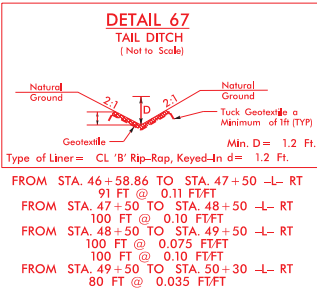 DETAIL 67
TAIL DITCH
( Not to Scale)
Natural
Ground
2:1
D
2:1
Natural
Ground
d
Tuck Geotextile a
Minimum of 1ft (TYP)
Geotextile
Min. D = 1.2 Ft.
Type of Liner = CL 'B' Rip-Rap, Keyed-In d= 1.2 Ft.
FROM STA. 46+58.86 TO STA. 47+50 -L- RT
91 FT @ 0.11 FT/FT
FROM STA. 47+50 TO STA. 48+50 -L- RT
100 FT @ 0.10 FT/FT
FROM STA. 48+50 TO STA. 49+50 -L- RT
100 FT @ 0.075 FT/FT
100 FT @ 0.10 FT/FT
FROM STA. 49+50 TO STA. 50+30 -L- RT
80 FT @ 0.035 FT/FT